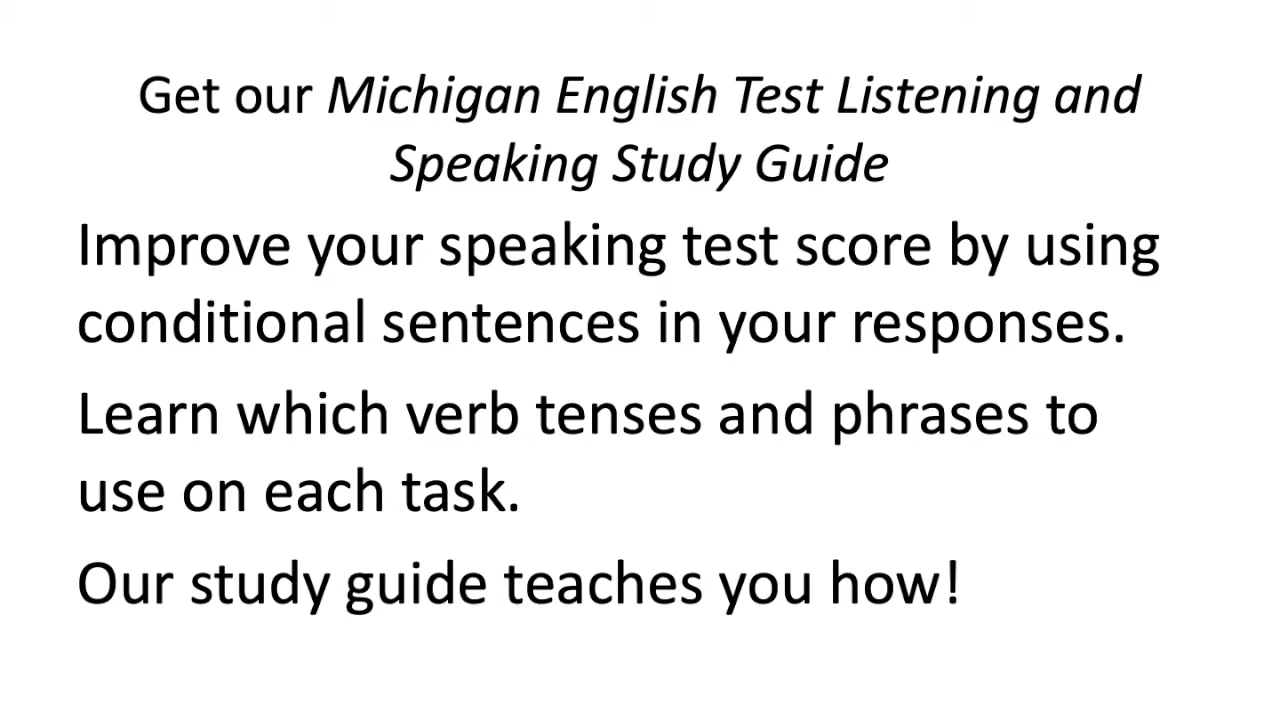 Get our Michigan English Test Listening and
Speaking Study Guide
Improve your speaking test score by using
conditional sentences in your responses.
Learn which verb tenses and phrases to
use on each task.
Our study guide teaches you how!